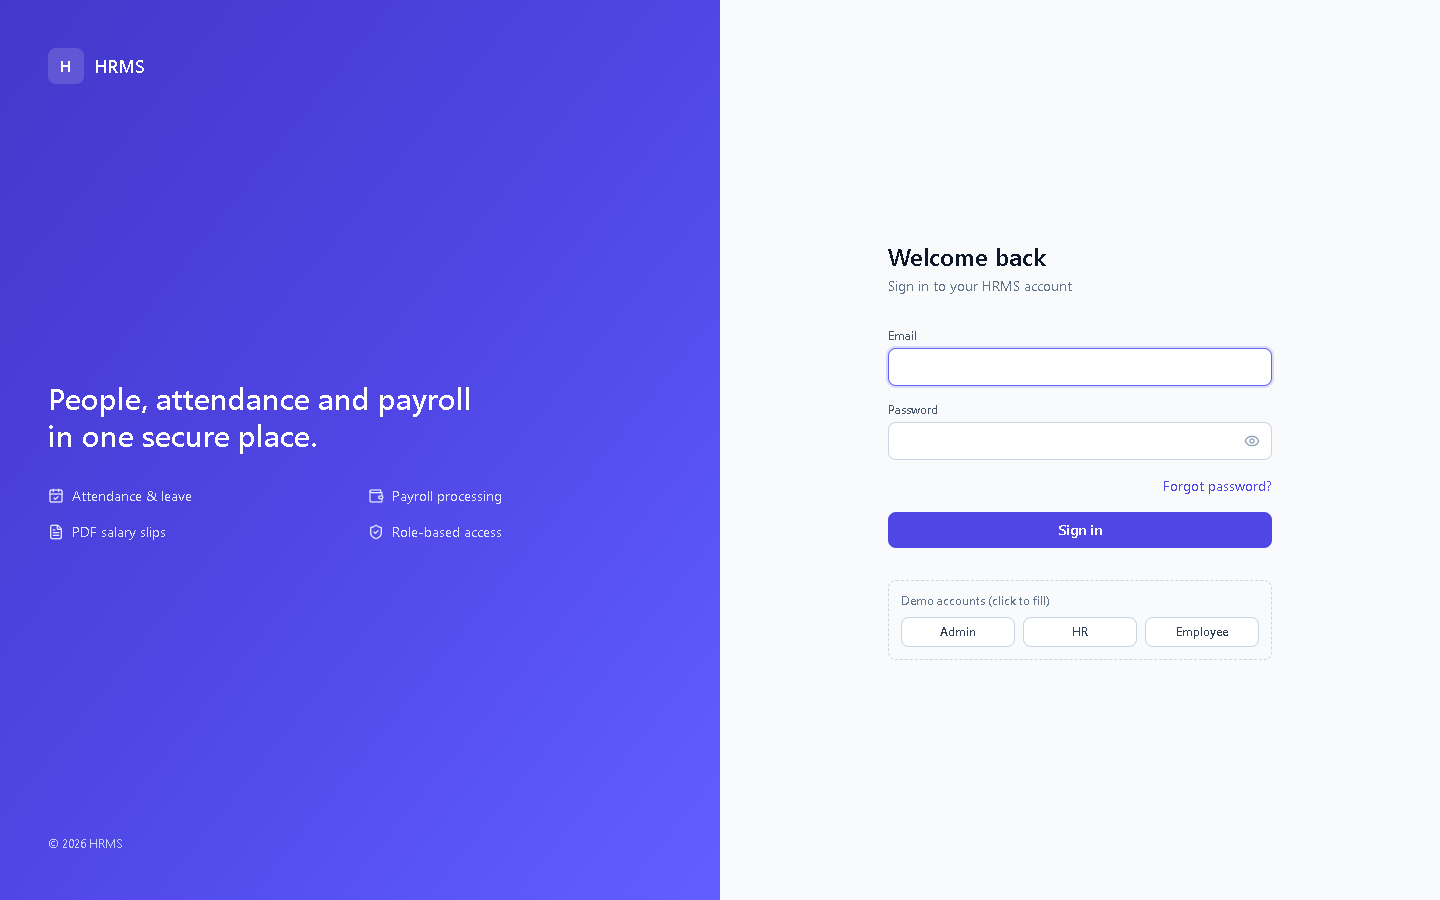 H HRMS
People, attendance and payroll
in one secure place.
Attendance & leave
Payroll processing
PDF salary slips
Role-based access
© 2026 HRMS
Welcome back
Sign in to your HRMS account
Email
Password
Forgot password?
Sign in
Demo accounts (click to fill)
Admin HR Employee